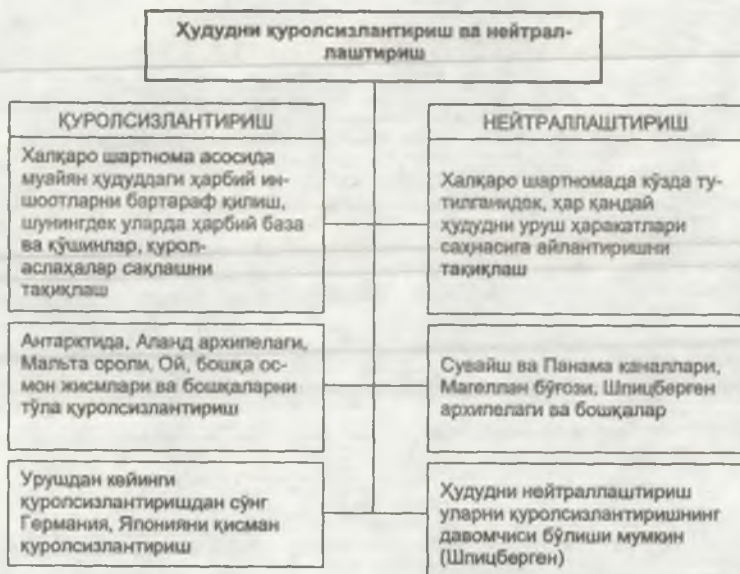 Ҳудудни қуролсизлантириш ва нейтрал-
лаштириш
ҚУРОЛСИЗЛАНТИРИШ
Халқаро шартнома асосида
муайян ҳудуддаги ҳарбий ин-
шоотларни бартараф қилиш,
шунингдек уларда ҳарбий база
ва қўшинлар, қурол-
аслаҳалар сақлашни
тақиқлаш
Антарктида, Аланд архипелаги,
Мальта ороли, Ой, бошқа ос-
мон жисмлари ва бошқаларни
тўла қуролсизлантириш
Урушдан кейинги
қуролсизлантиришдан сўнг
Германия, Японияни қисман
қуролсизлантириш
НЕЙТРАЛЛАШТИРИШ
Халқаро шартномада кўзда ту-
тилганидек, ҳар қандай
ҳудудни уруш ҳаракатлари
саҳнасига айлантиришни
тақиқлаш
Сувайш ва Панама каналлари,
Магеллан бўғози, Шпицберген
архипелаги ва бошқалар
Ҳудудни нейтраллаштириш
уларни қуролсизлантиришнинг
давомчиси бўлиши мумкин
(Шпицберген)